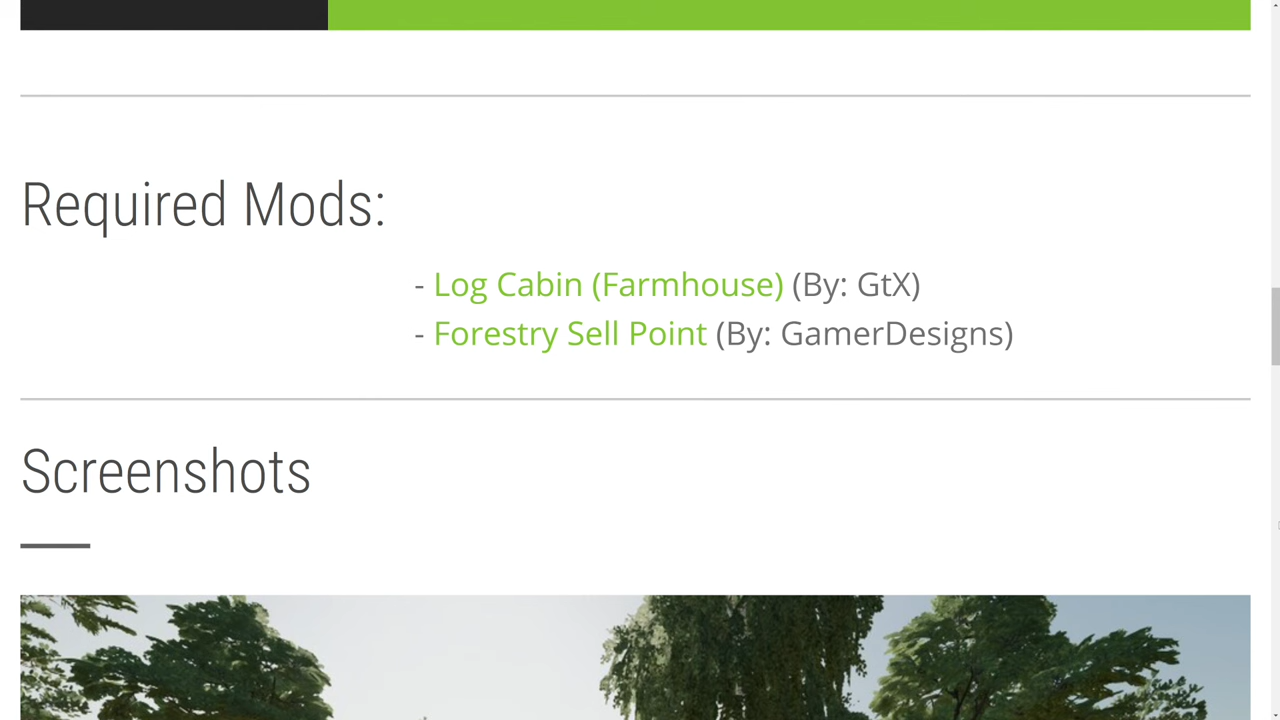 Required Mods:
- Log Cabin (Farmhouse) (By: GtX)
- Forestry Sell Point (By: GamerDesigns)
Screenshots